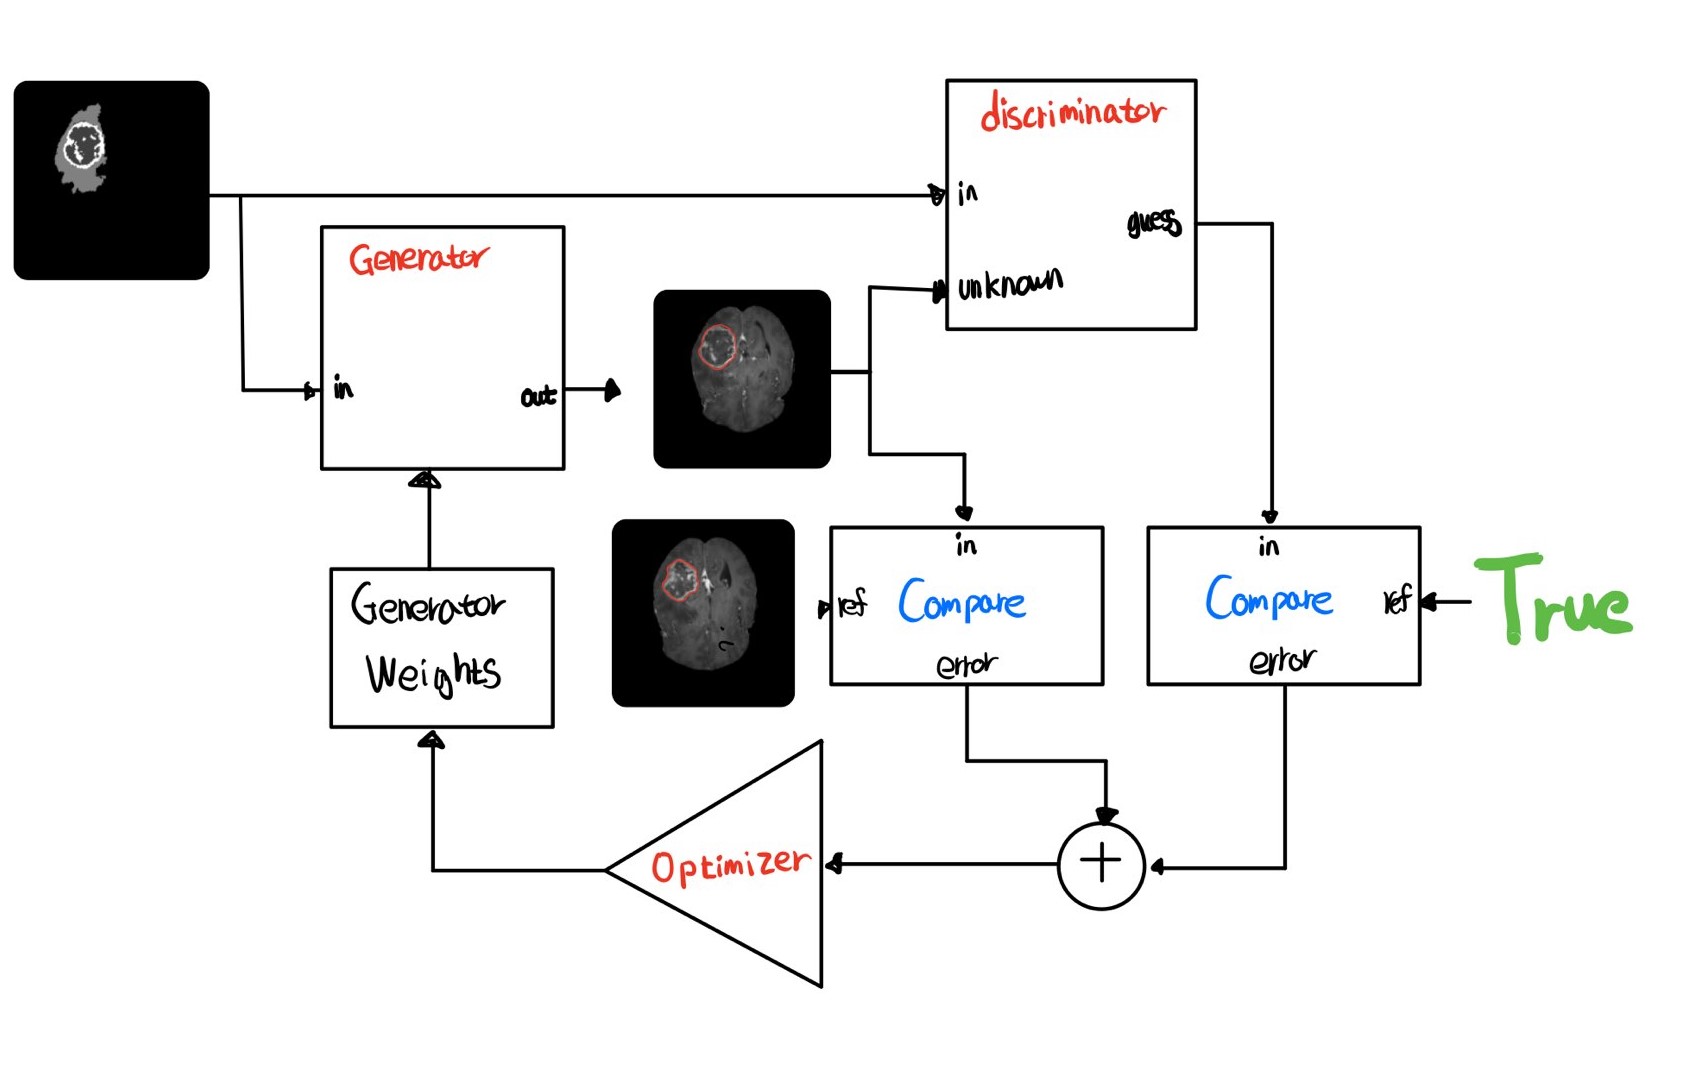 discriminator
in
guess
unknown
Generator
in
out
Generator
Weights
in
ref
Compare
error
in
Compare
ref
error
True
Optimizer
+